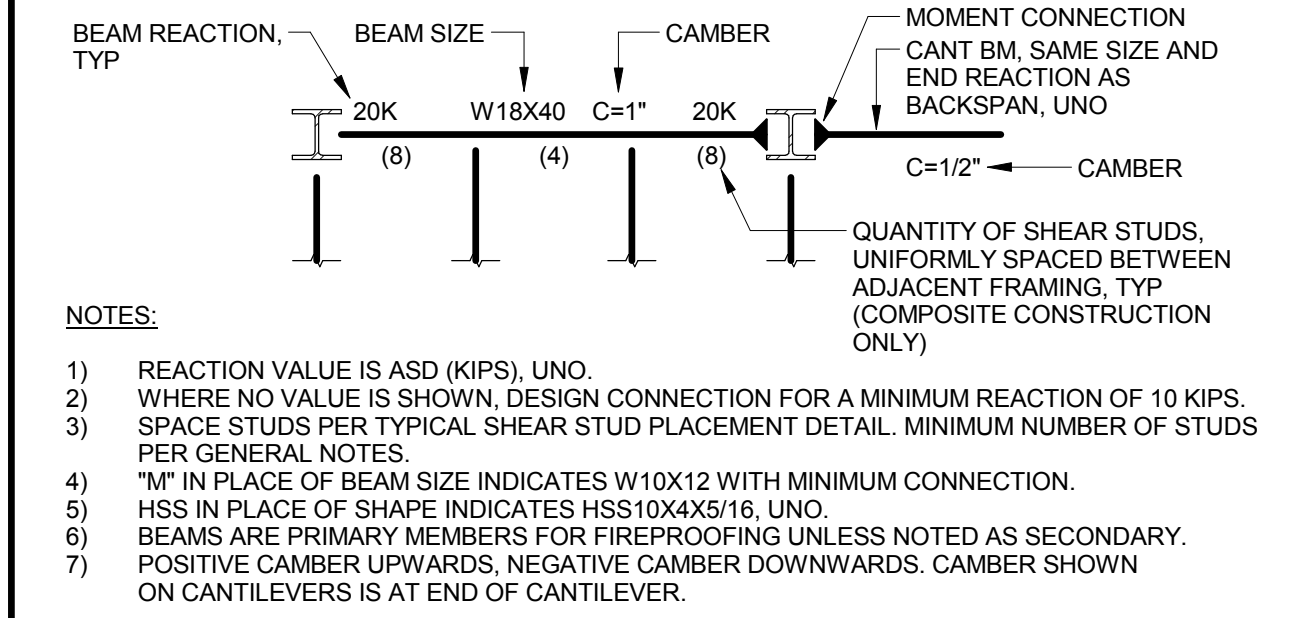 BEAM REACTION,
TYP
BEAM SIZE
CAMBER
MOMENT CONNECTION
CANT BM, SAME SIZE AND
END REACTION AS
BACKSPAN, UNO
20K W18X40 C=1" 20K
(8) (4) (8)
C=1/2" CAMBER
QUANTITY OF SHEAR STUDS,
UNIFORMLY SPACED BETWEEN
ADJACENT FRAMING, TYP
(COMPOSITE CONSTRUCTION
ONLY)
NOTES:
1) REACTION VALUE IS ASD (KIPS), UNO.
2) WHERE NO VALUE IS SHOWN, DESIGN CONNECTION FOR A MINIMUM REACTION OF 10 KIPS.
3) SPACE STUDS PER TYPICAL SHEAR STUD PLACEMENT DETAIL. MINIMUM NUMBER OF STUDS
PER GENERAL NOTES.
4) "M" IN PLACE OF BEAM SIZE INDICATES W10X12 WITH MINIMUM CONNECTION.
5) HSS IN PLACE OF SHAPE INDICATES HSS10X4X5/16, UNO.
6) BEAMS ARE PRIMARY MEMBERS FOR FIREPROOFING UNLESS NOTED AS SECONDARY.
7) POSITIVE CAMBER UPWARDS, NEGATIVE CAMBER DOWNWARDS. CAMBER SHOWN
ON CANTILEVERS IS AT END OF CANTILEVER.